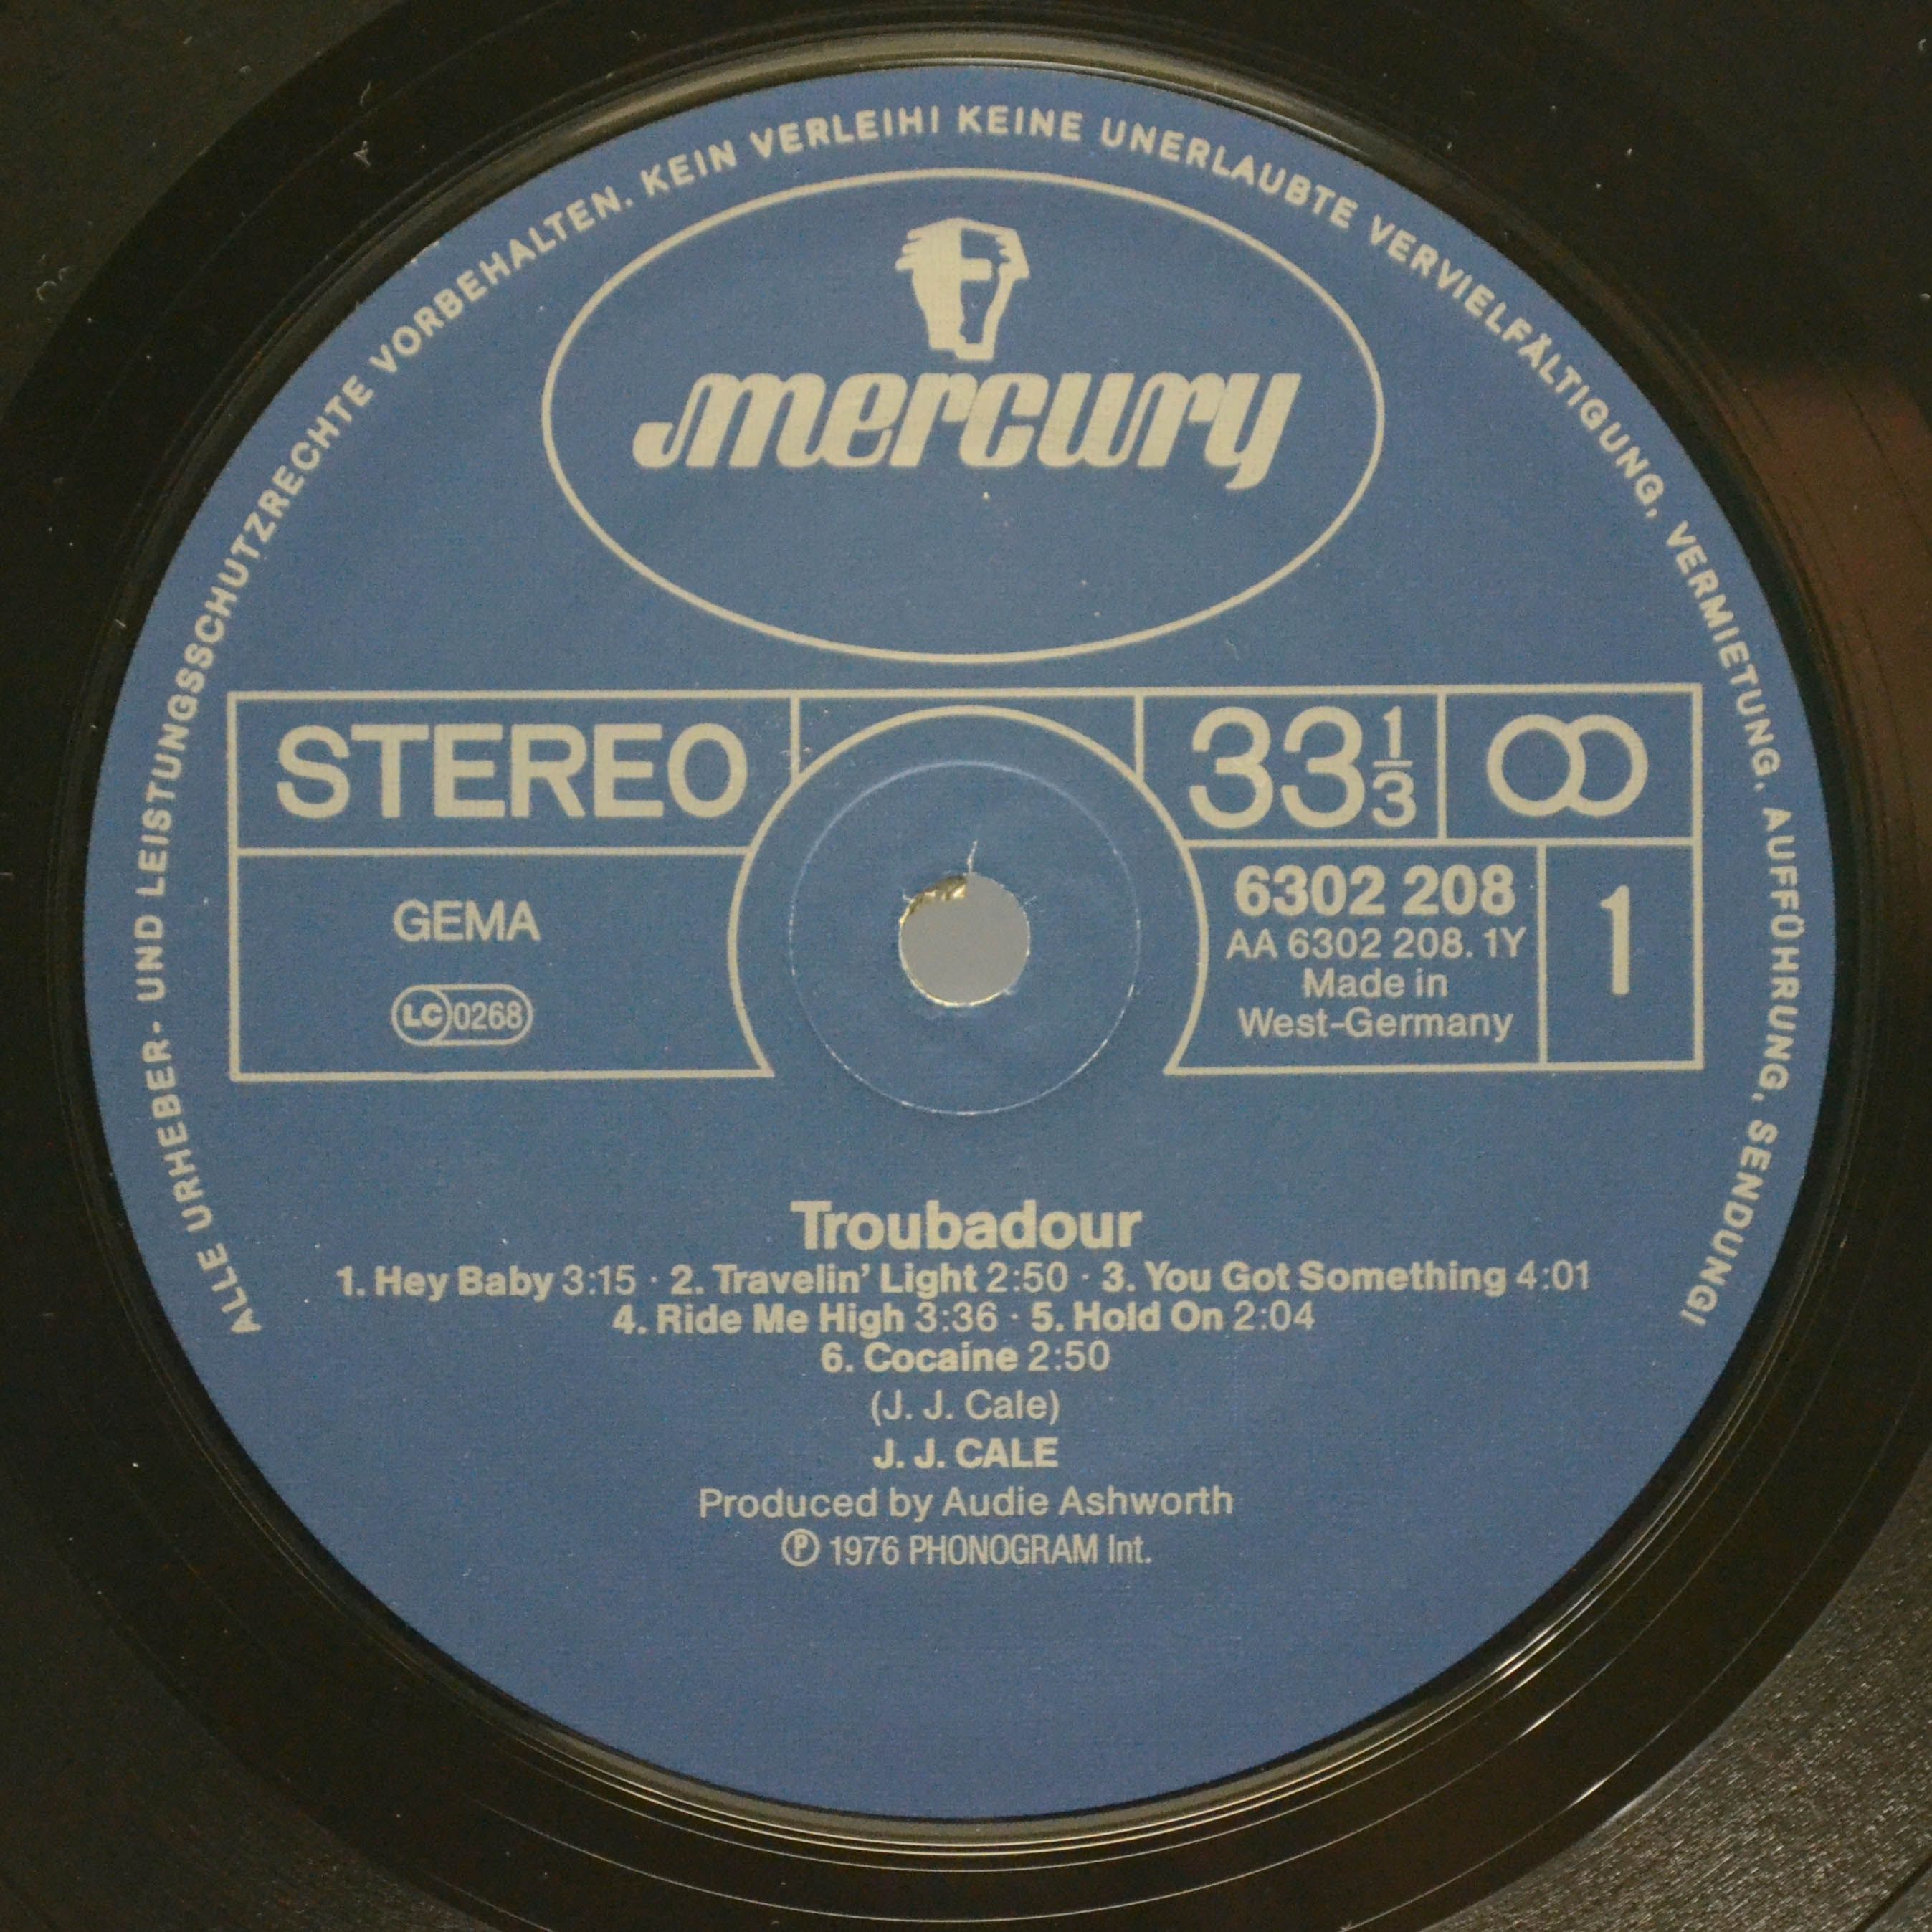 ALLE URHEBER- UND LEISTUNGSSCHUTZRECHTE VORBEHALTEN. KEIN VERLEIH! KEINE UNERLAUBTE VERVIELFÄLTIGUNG, VERMIETUNG, AUFFÜHRUNG, SENDUNG!
mercury
STEREO
33 1/3
GEMA
LC 0268
6302 208
AA 6302 208. 1Y
Made in
West-Germany
1
Troubadour
1. Hey Baby 3:15 · 2. Travelin' Light 2:50 · 3. You Got Something 4:01
4. Ride Me High 3:36 · 5. Hold On 2:04
6. Cocaine 2:50
(J. J. Cale)
J. J. CALE
Produced by Audie Ashworth
Ⓟ 1976 PHONOGRAM Int.